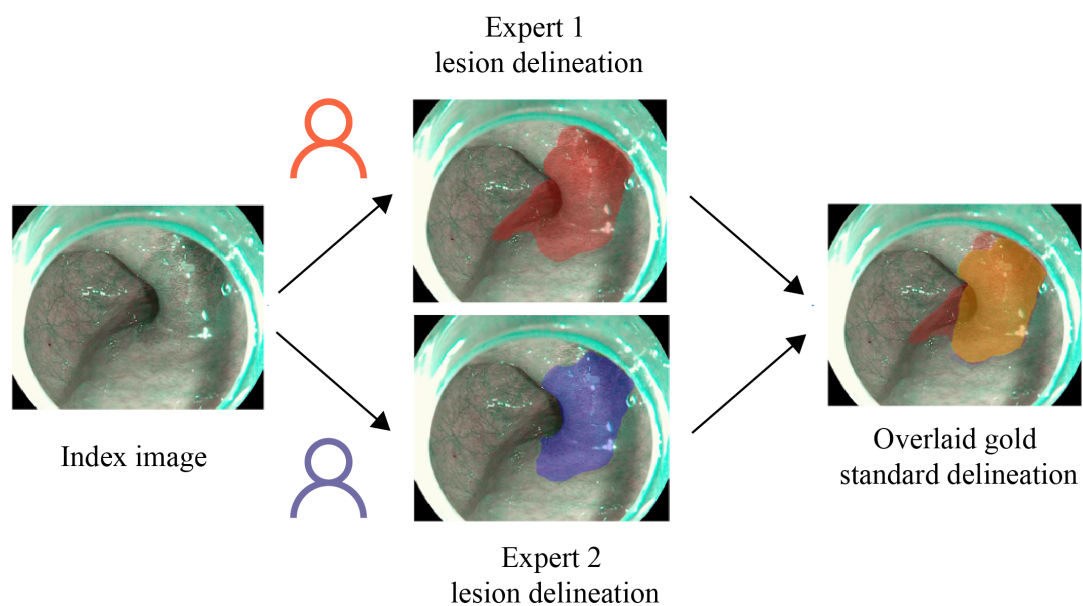 Expert 1
lesion delineation
Index image
Overlaid gold
standard delineation
Expert 2
lesion delineation